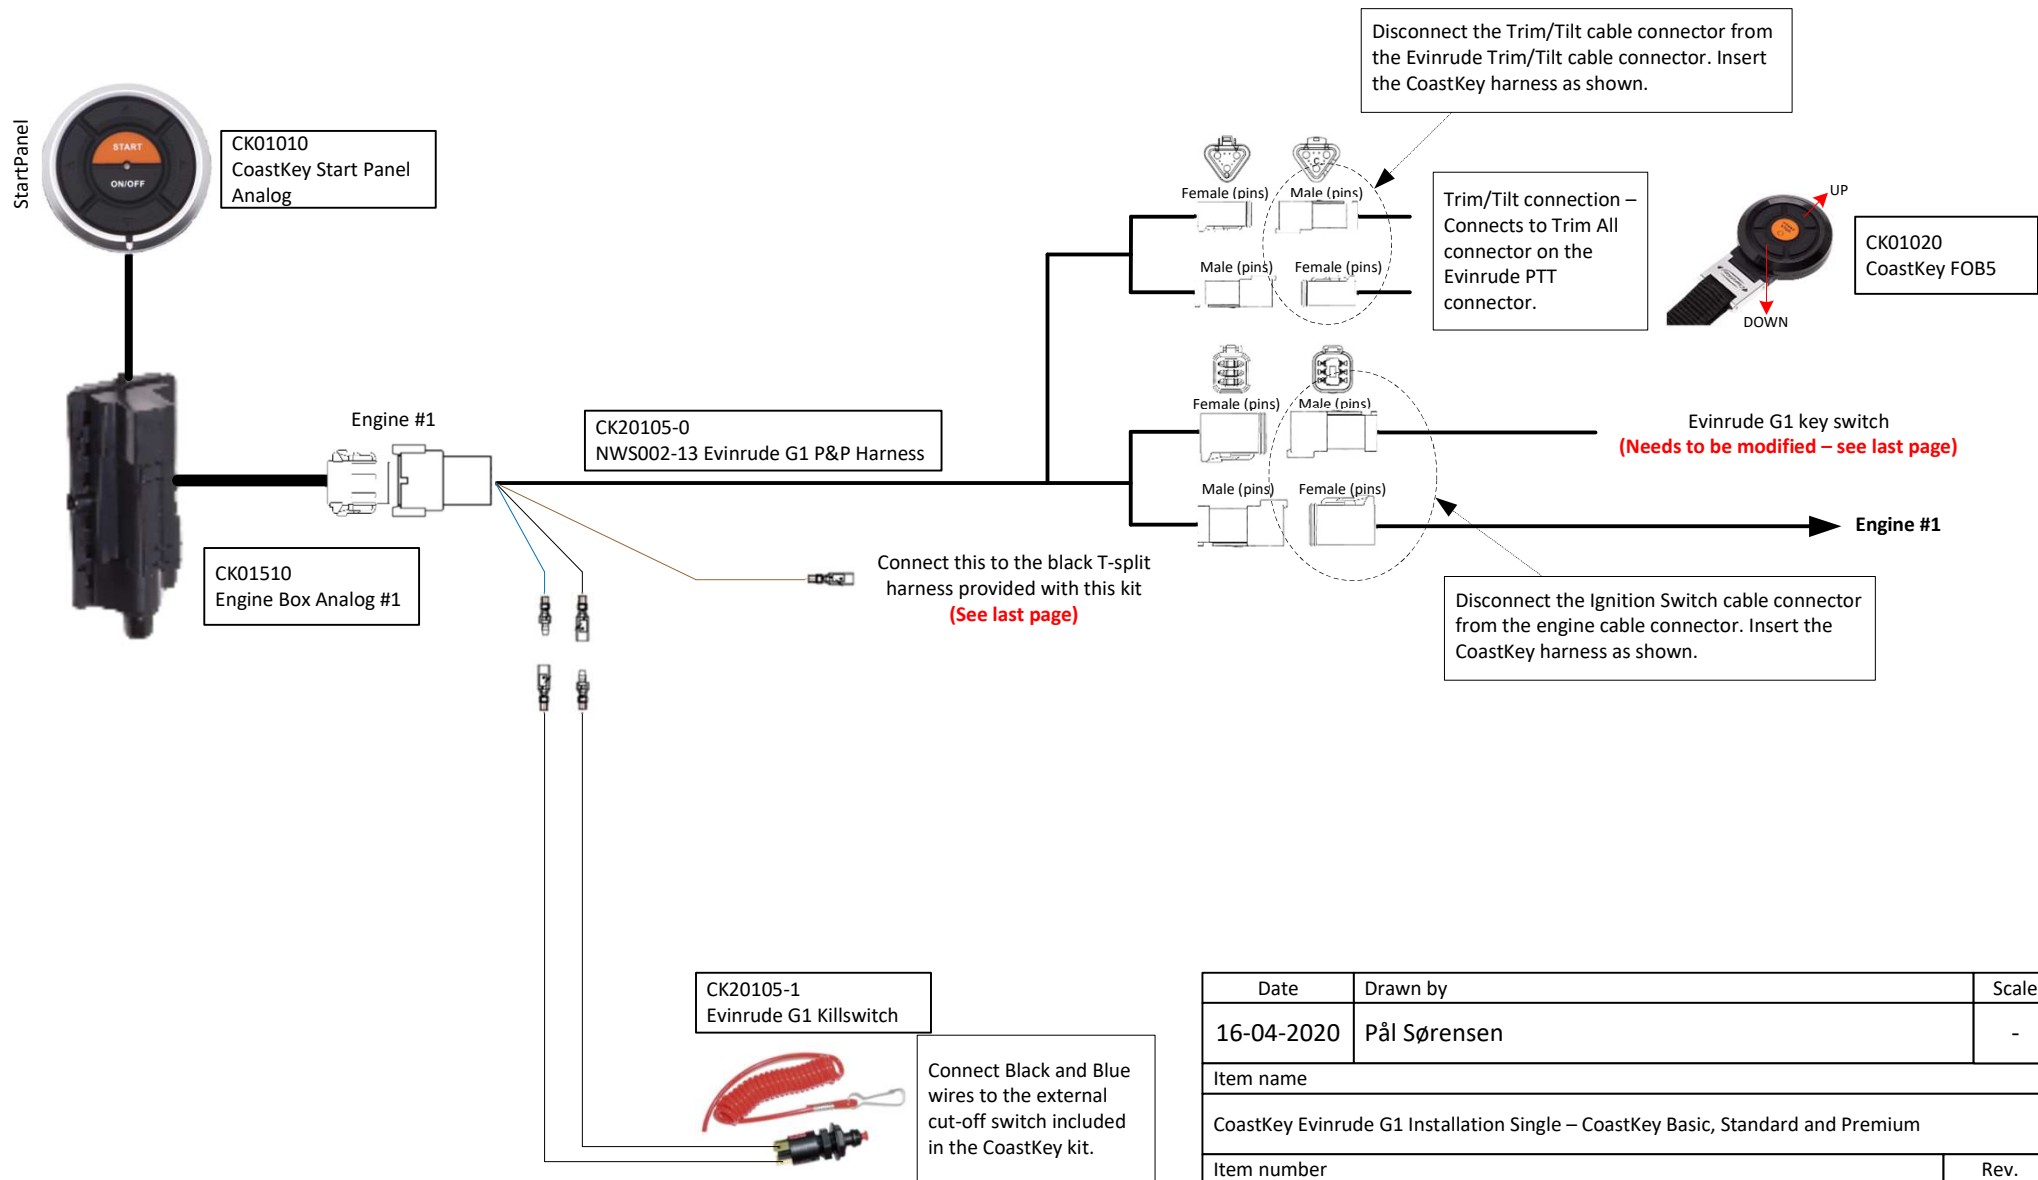 Disconnect the Trim/Tilt cable connector from
the Evinrude Trim/Tilt cable connector. Insert
the CoastKey harness as shown.
StartPanel
START
ON/OFF
CK01010
CoastKey Start Panel
Analog
Female (pins)
Male (pins)
C
Male (pins)
Female (pins)
Trim/Tilt connection –
Connects to Trim All
connector on the
Evinrude PTT
connector.
UP
DOWN
CK01020
CoastKey FOB5
Engine #1
CK20105-0
NWS002-13 Evinrude G1 P&P Harness
Female (pins)
Male (pins)
Male (pins)
Female (pins)
Evinrude G1 key switch
(Needs to be modified – see last page)
Engine #1
CK01510
Engine Box Analog #1
Connect this to the black T-split
harness provided with this kit
(See last page)
Disconnect the Ignition Switch cable connector
from the engine cable connector. Insert the
CoastKey harness as shown.
CK20105-1
Evinrude G1 Killswitch
Connect Black and Blue
wires to the external
cut-off switch included
in the CoastKey kit.
Date Drawn by Scale
16-04-2020 Pål Sørensen -
Item name
CoastKey Evinrude G1 Installation Single – CoastKey Basic, Standard and Premium
Item number Rev.